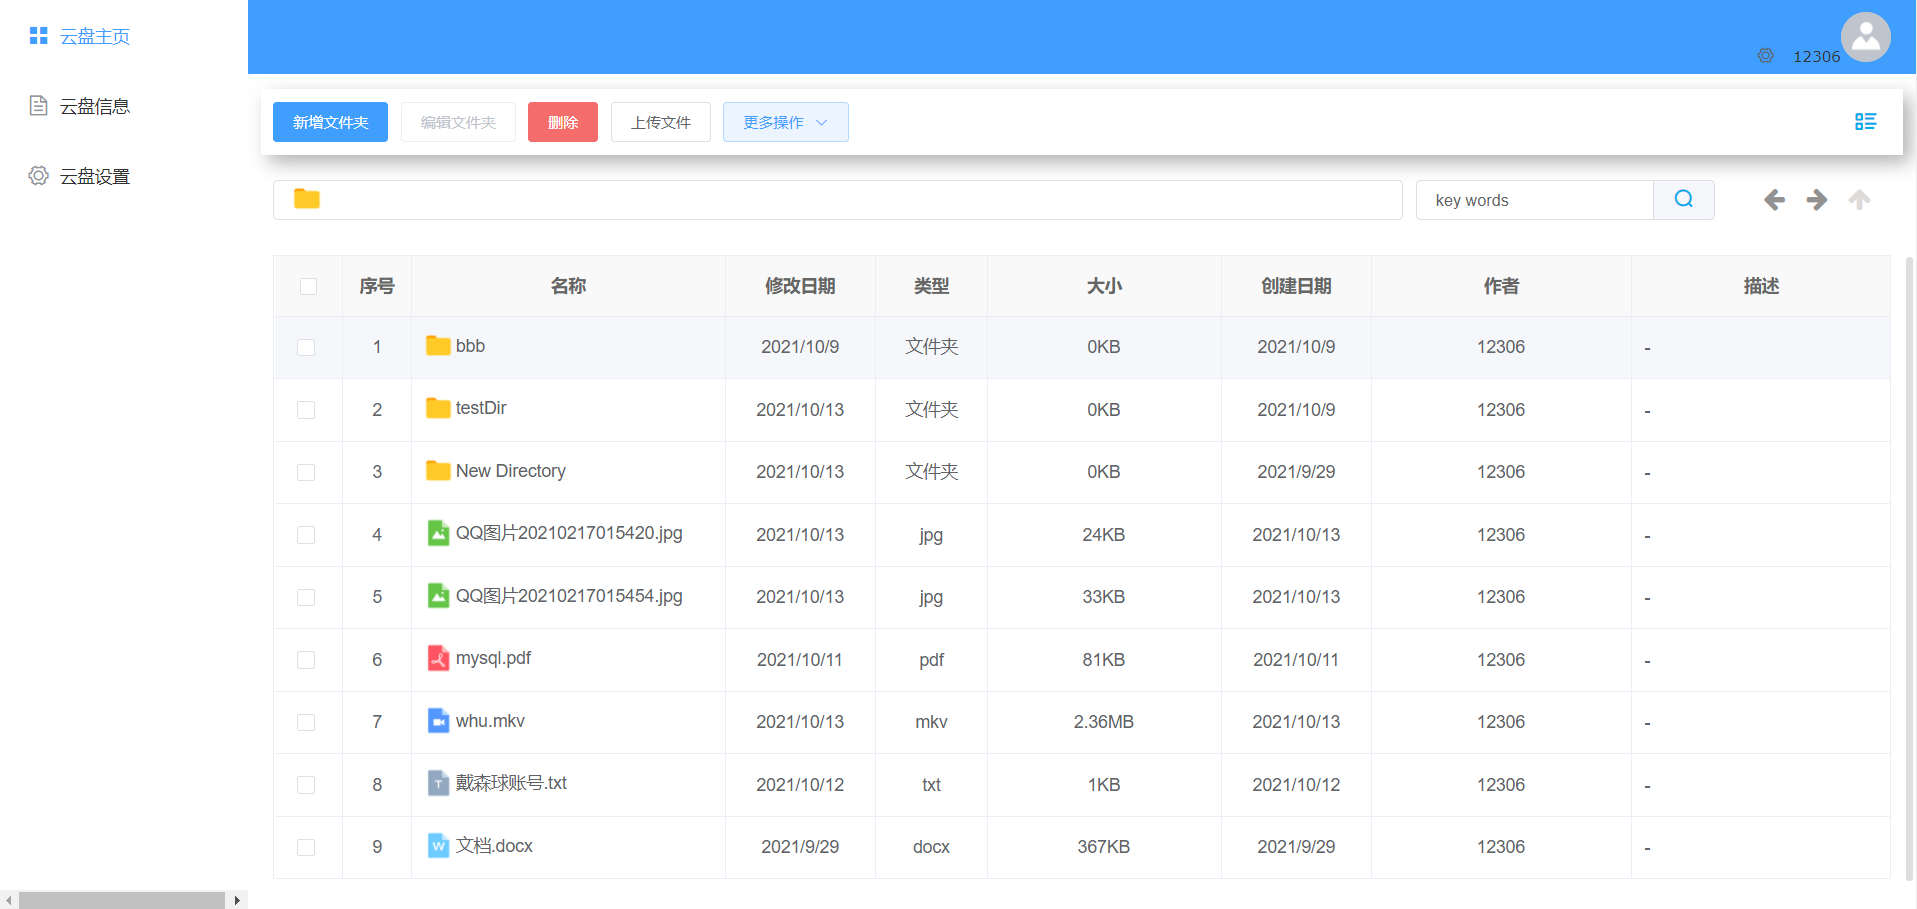 云盘主页
云盘信息
云盘设置
12306
新增文件夹 编辑文件夹 删除 上传文件 更多操作
key words
序号 名称 修改日期 类型 大小 创建日期 作者 描述
1 bbb 2021/10/9 文件夹 0KB 2021/10/9 12306 -
2 testDir 2021/10/13 文件夹 0KB 2021/10/9 12306 -
3 New Directory 2021/10/13 文件夹 0KB 2021/9/29 12306 -
4 QQ图片20210217015420.jpg 2021/10/13 jpg 24KB 2021/10/13 12306 -
5 QQ图片20210217015454.jpg 2021/10/13 jpg 33KB 2021/10/13 12306 -
6 mysql.pdf 2021/10/11 pdf 81KB 2021/10/11 12306 -
7 whu.mkv 2021/10/13 mkv 2.36MB 2021/10/13 12306 -
8 戴森球账号.txt 2021/10/12 txt 1KB 2021/10/12 12306 -
9 文档.docx 2021/9/29 docx 367KB 2021/9/29 12306 -